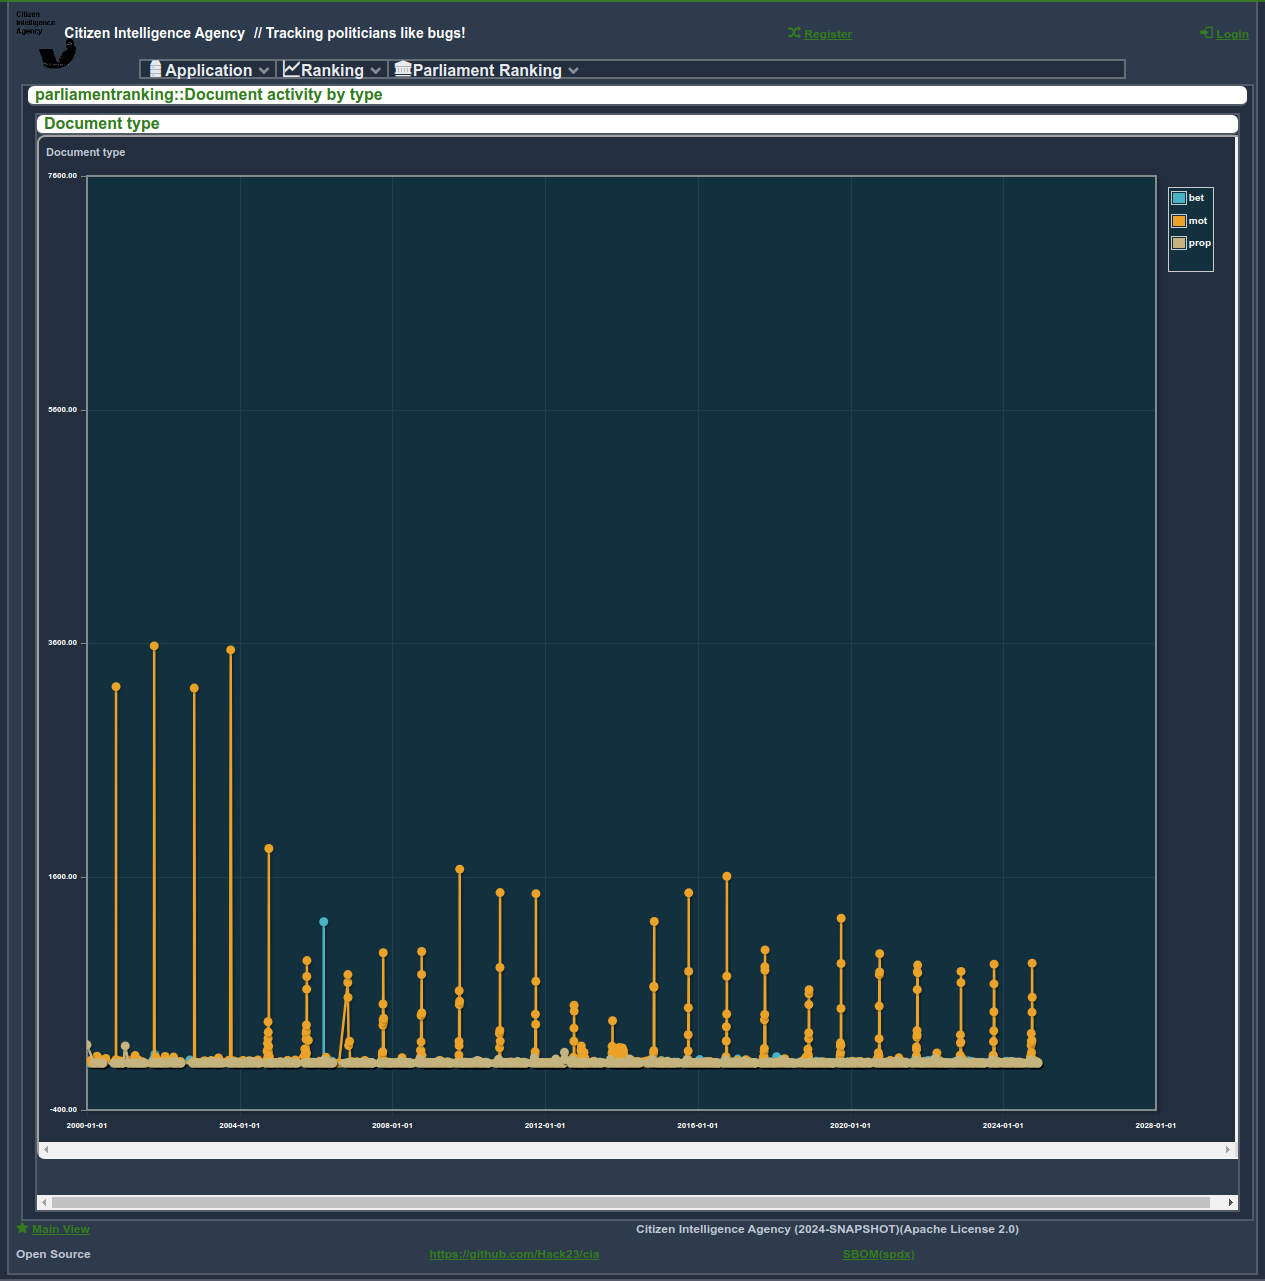 Citizen
Intelligence
Agency
Citizen Intelligence Agency // Tracking politicians like bugs!
Register
Login
Application
Ranking
Parliament Ranking
parliamentranking::Document activity by type
Document type
Document type
7600.00
5600.00
3600.00
1600.00
-400.00
2000-01-01
2004-01-01
2008-01-01
2012-01-01
2016-01-01
2020-01-01
2024-01-01
2028-01-01
bet
mot
prop
Main View
Citizen Intelligence Agency (2024-SNAPSHOT)(Apache License 2.0)
Open Source
https://github.com/Hack23/cia
SBOM(spdx)